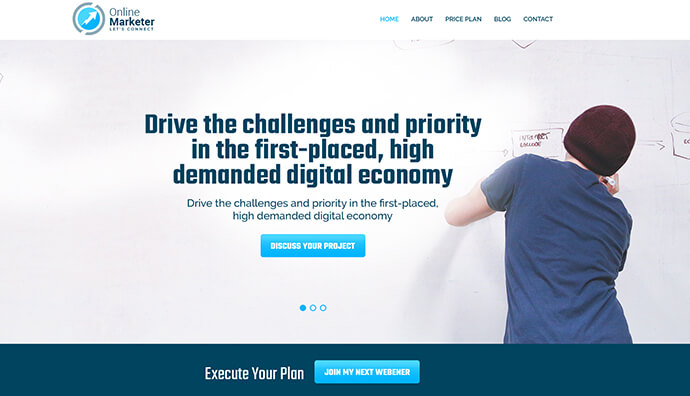 Online
Marketer
LET'S CONNECT
HOME ABOUT PRICE PLAN BLOG CONTACT
Drive the challenges and priority
in the first-placed, high
demanded digital economy
Drive the challenges and priority in the first-placed,
high demanded digital economy
DISCUSS YOUR PROJECT
Execute Your Plan JOIN MY NEXT WEBENER